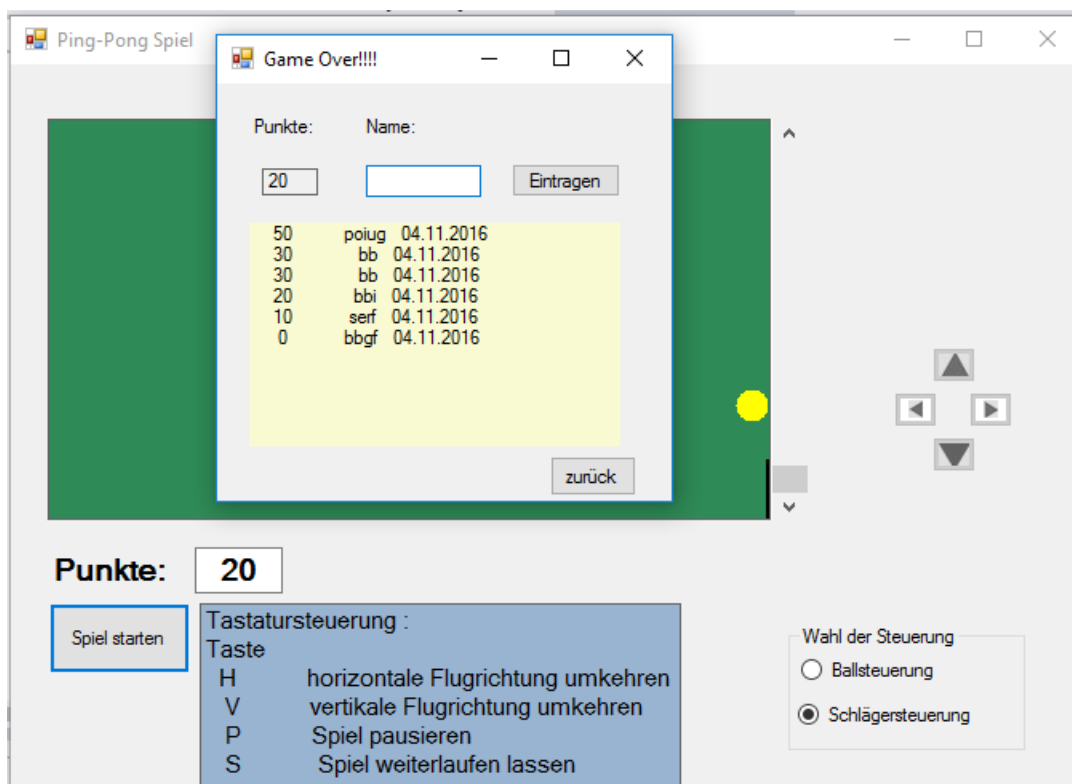 Ping-Pong Spiel
Game Over!!!!
Punkte: Name:
20 Eintragen
50 poiug 04.11.2016
30 bb 04.11.2016
30 bb 04.11.2016
20 bbi 04.11.2016
10 serf 04.11.2016
0 bbgf 04.11.2016
zurück
Punkte: 20
Spiel starten
Tastatursteuerung :
Taste
H horizontale Flugrichtung umkehren
V vertikale Flugrichtung umkehren
P Spiel pausieren
S Spiel weiterlaufen lassen
Wahl der Steuerung
Ballsteuerung
Schlägersteuerung